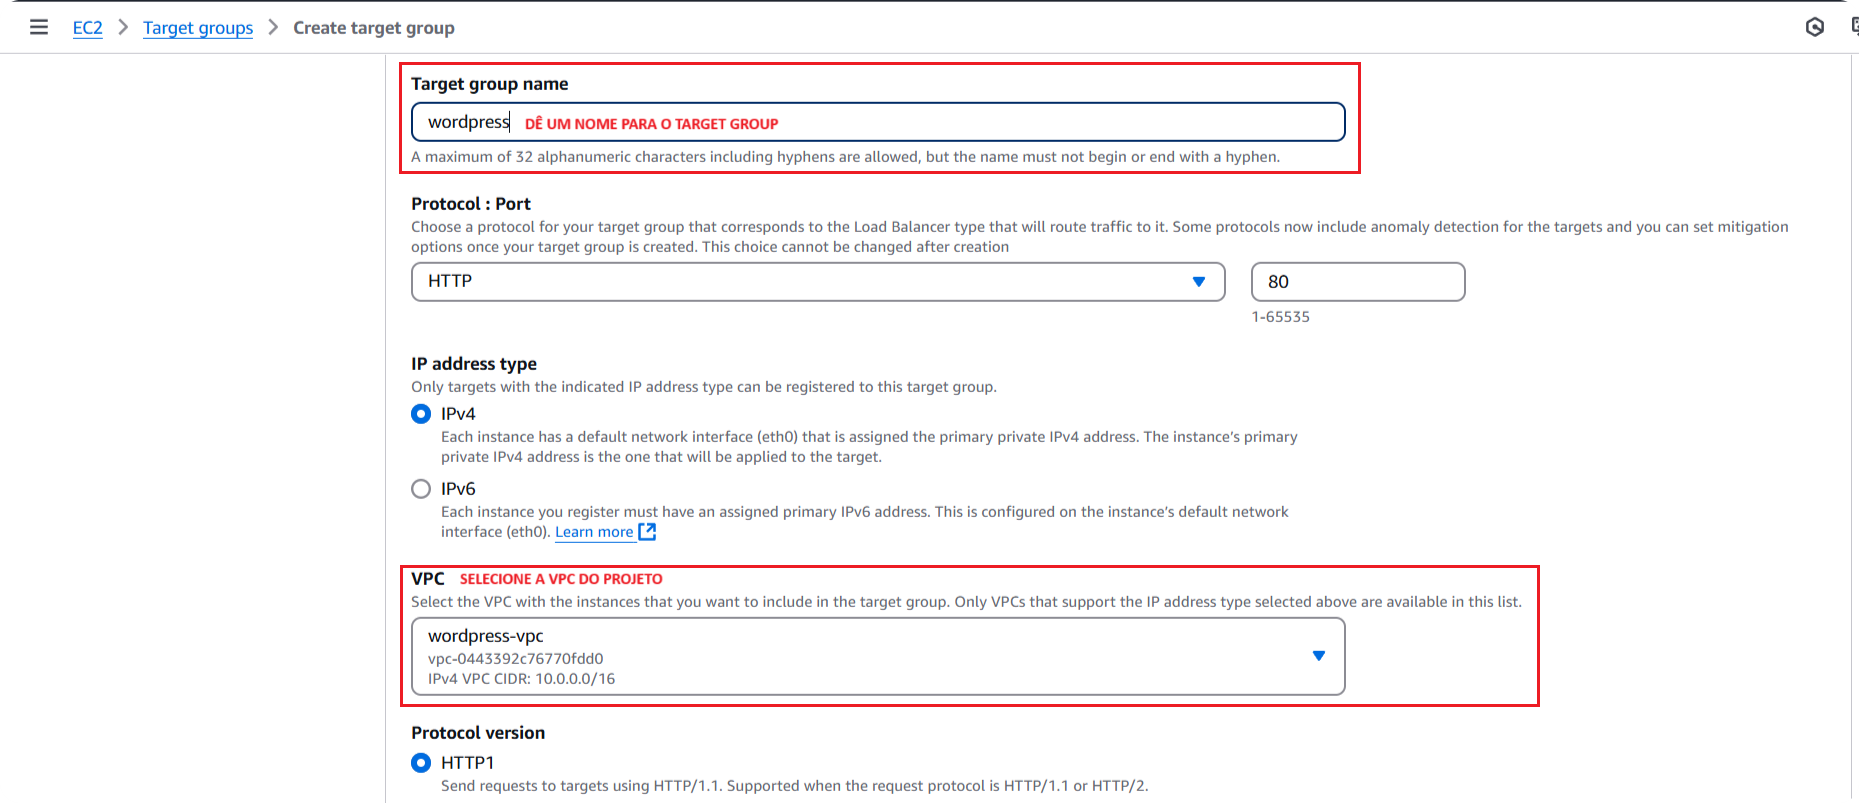 EC2 > Target groups > Create target group
Target group name
wordpress DÊ UM NOME PARA O TARGET GROUP
A maximum of 32 alphanumeric characters including hyphens are allowed, but the name must not begin or end with a hyphen.
Protocol : Port
Choose a protocol for your target group that corresponds to the Load Balancer type that will route traffic to it. Some protocols now include anomaly detection for the targets and you can set mitigation
options once your target group is created. This choice cannot be changed after creation
HTTP 80
1-65535
IP address type
Only targets with the indicated IP address type can be registered to this target group.
IPv4
Each instance has a default network interface (eth0) that is assigned the primary private IPv4 address. The instance's primary
private IPv4 address is the one that will be applied to the target.
IPv6
Each instance you register must have an assigned primary IPv6 address. This is configured on the instance's default network
interface (eth0). Learn more
VPC SELECIONE A VPC DO PROJETO
Select the VPC with the instances that you want to include in the target group. Only VPCs that support the IP address type selected above are available in this list.
wordpress-vpc
vpc-0443392c76770fdd0
IPv4 VPC CIDR: 10.0.0.0/16
Protocol version
HTTP1
Send requests to targets using HTTP/1.1. Supported when the request protocol is HTTP/1.1 or HTTP/2.